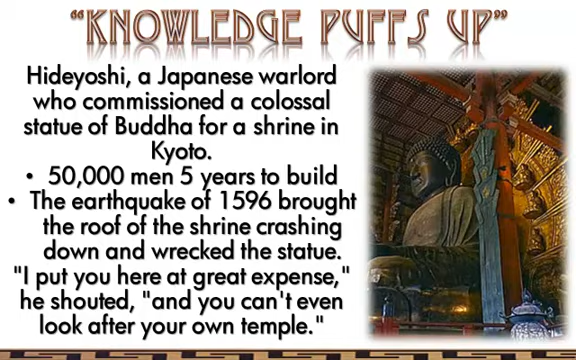 “KNOWLEDGE PUFFS UP”
Hideyoshi, a Japanese warlord
who commissioned a colossal
statue of Buddha for a shrine in
Kyoto.
• 50,000 men 5 years to build
• The earthquake of 1596 brought
the roof of the shrine crashing
down and wrecked the statue.
"I put you here at great expense,"
he shouted, "and you can't even
look after your own temple."